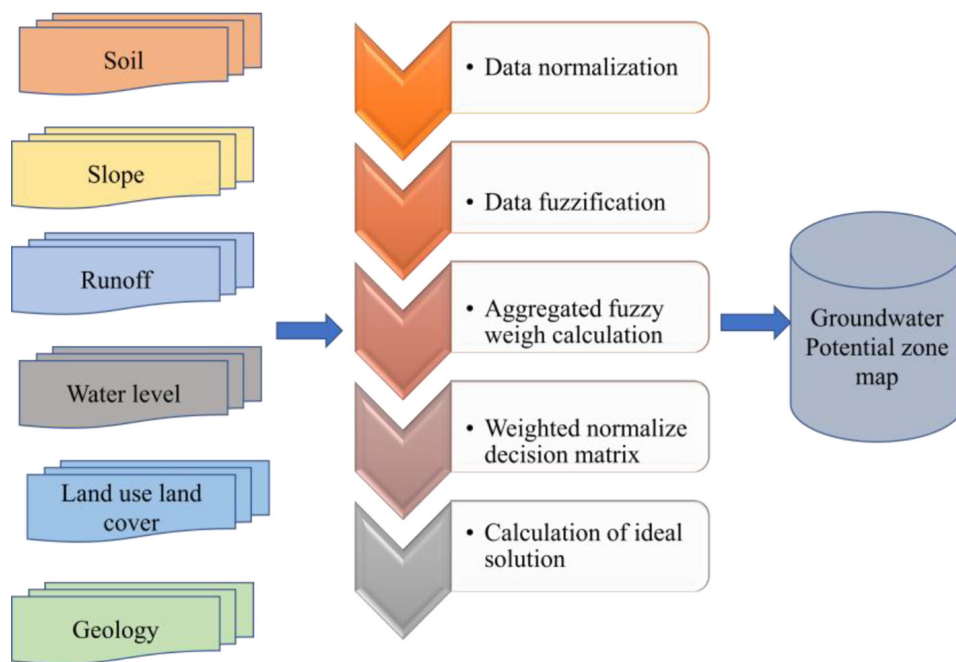 Soil
Slope
Runoff
Water level
Land use land
cover
Geology
• Data normalization
• Data fuzzification
• Aggregated fuzzy
weigh calculation
• Weighted normalize
decision matrix
• Calculation of ideal
solution
Groundwater
Potential zone
map